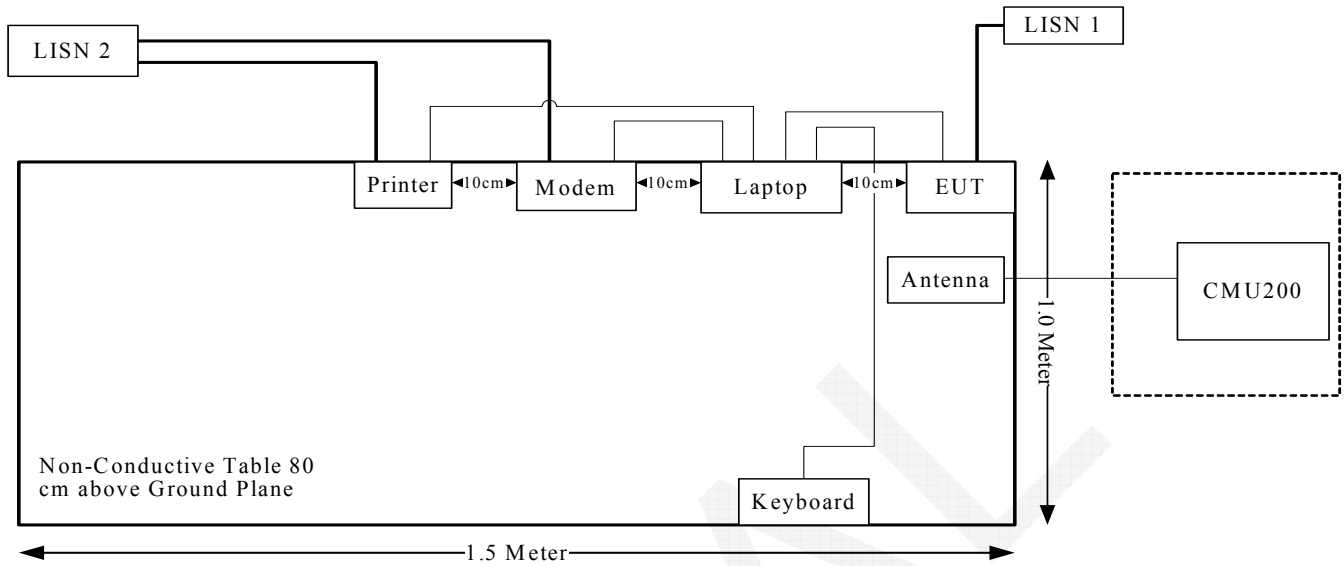 LISN 2
LISN 1
Printer
10cm
Modem
10cm
Laptop
10cm
EUT
Antenna
CMU200
1.0 Meter
Non-Conductive Table 80
cm above Ground Plane
Keyboard
1.5 Meter